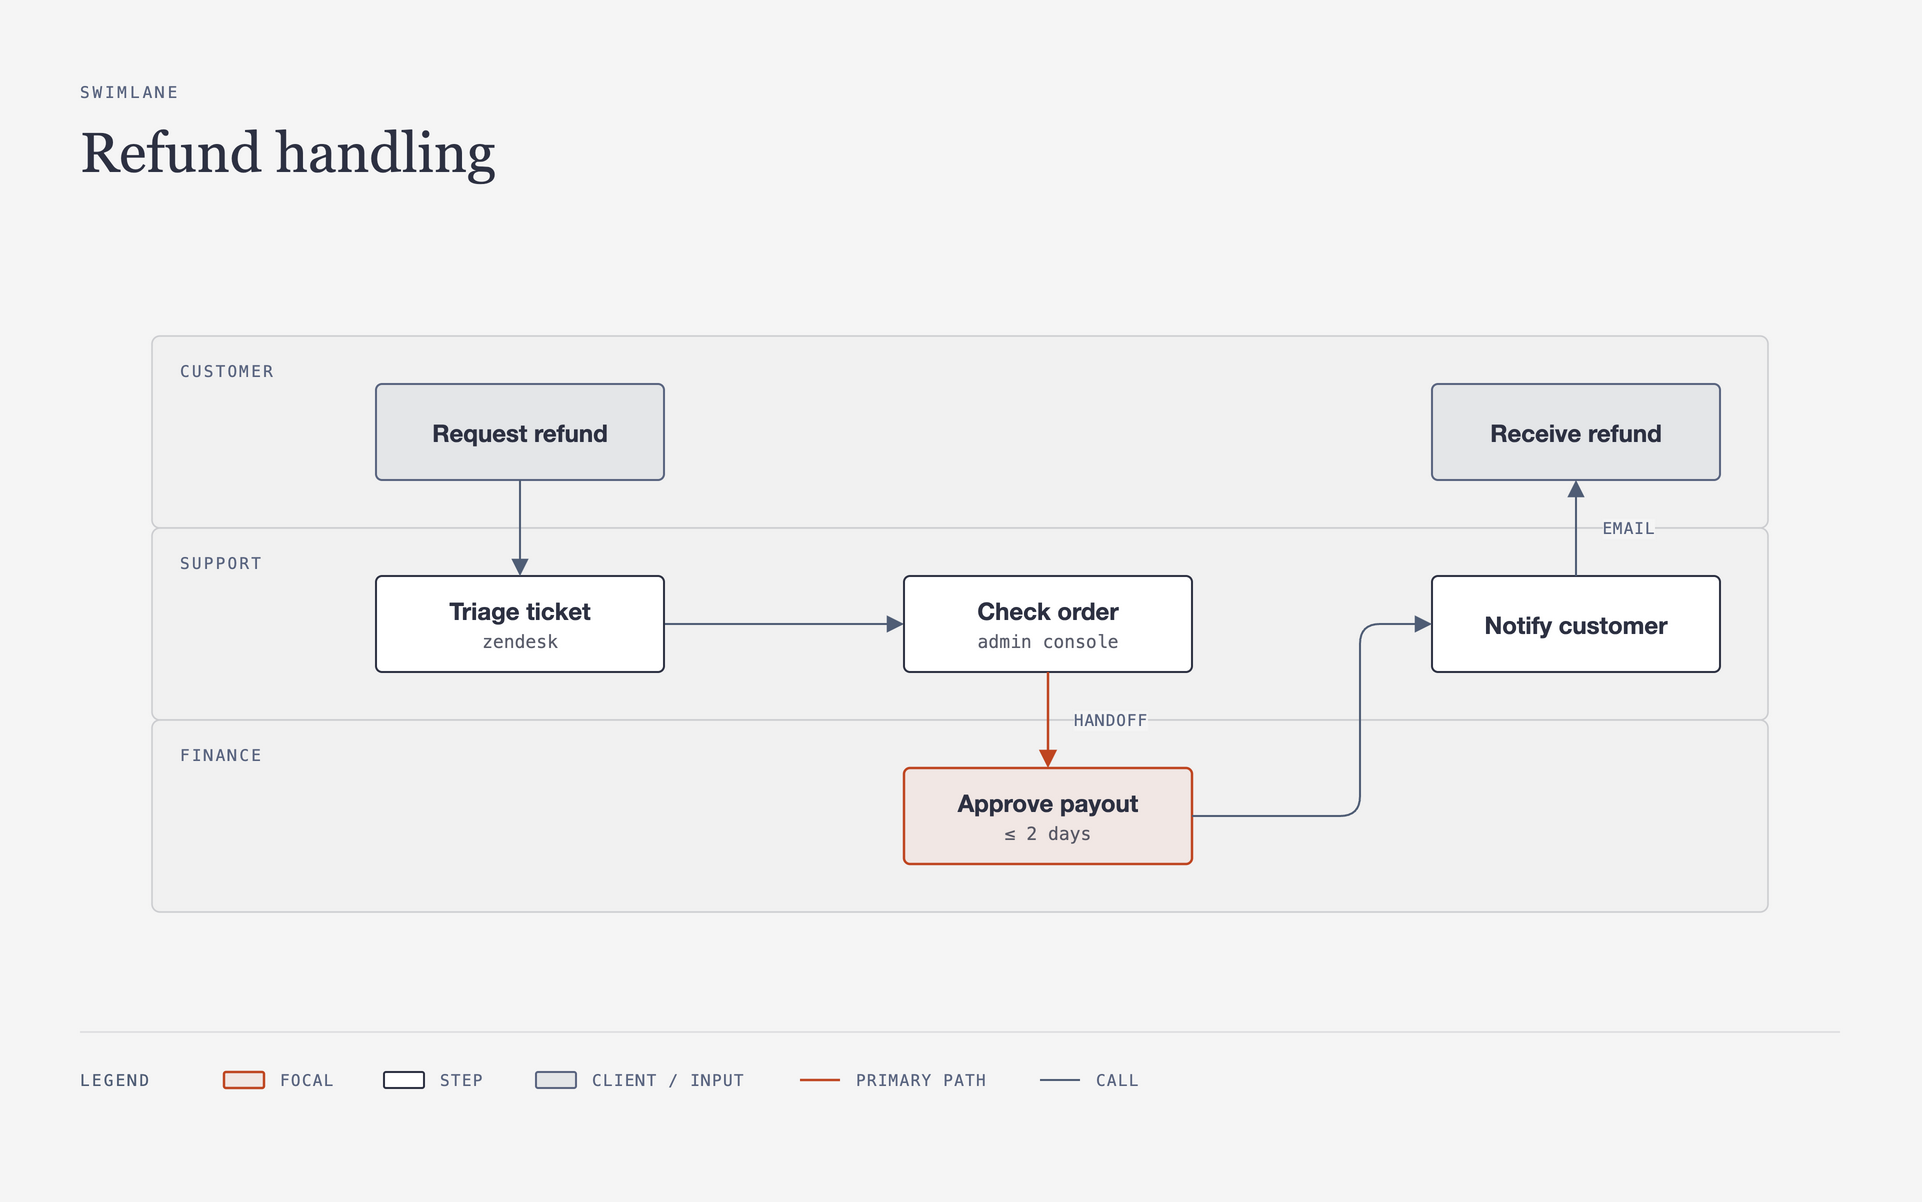 SWIMLANE
Refund handling
CUSTOMER
Request refund
Receive refund
EMAIL
SUPPORT
Triage ticket
zendesk
Check order
admin console
Notify customer
HANDOFF
FINANCE
Approve payout
≤ 2 days
LEGEND
FOCAL
STEP
CLIENT / INPUT
PRIMARY PATH
CALL